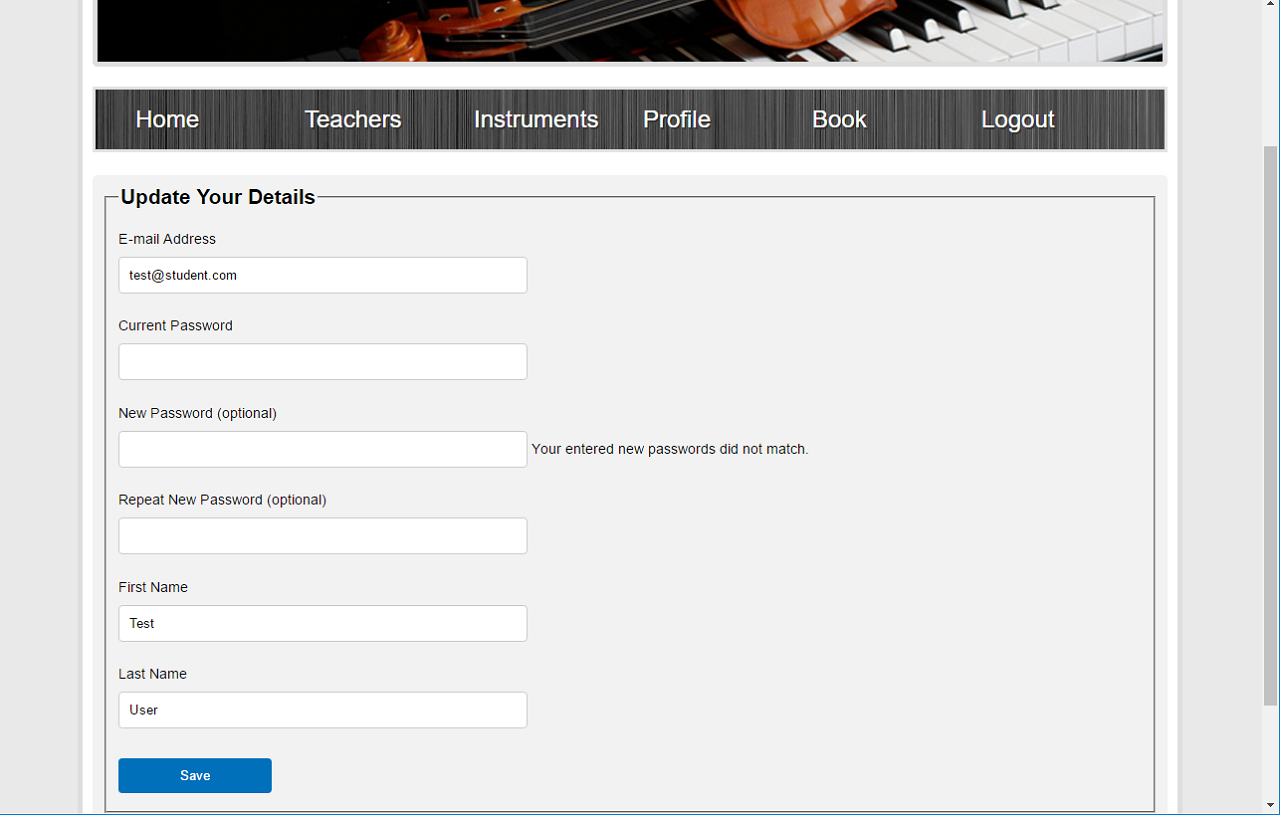 Home Teachers Instruments Profile Book Logout
Update Your Details
E-mail Address
test@student.com
Current Password
New Password (optional)
Your entered new passwords did not match.
Repeat New Password (optional)
First Name
Test
Last Name
User
Save